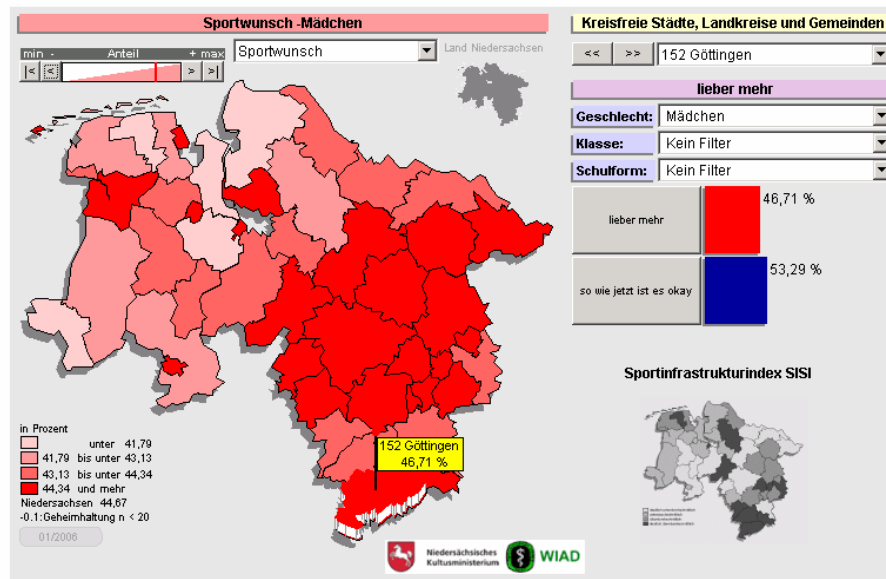 Sportwunsch -Mädchen
Kreisfreie Städte, Landkreise und Gemeinden
min - Anteil + max
Sportwunsch
Land Niedersachsen
|< < > >|
<< >> 152 Göttingen
lieber mehr
Geschlecht: Mädchen
Klasse: Kein Filter
Schulform: Kein Filter
lieber mehr 46,71 %
so wie jetzt ist es okay 53,29 %
Sportinfrastrukturindex SISI
152 Göttingen
46,71 %
in Prozent
unter 41,79
41,79 bis unter 43,13
43,13 bis unter 44,34
44,34 und mehr
Niedersachsen 44,67
-0.1:Geheimhaltung n < 20
01/2006
Niedersächsisches
Kultusministerium
WIAD